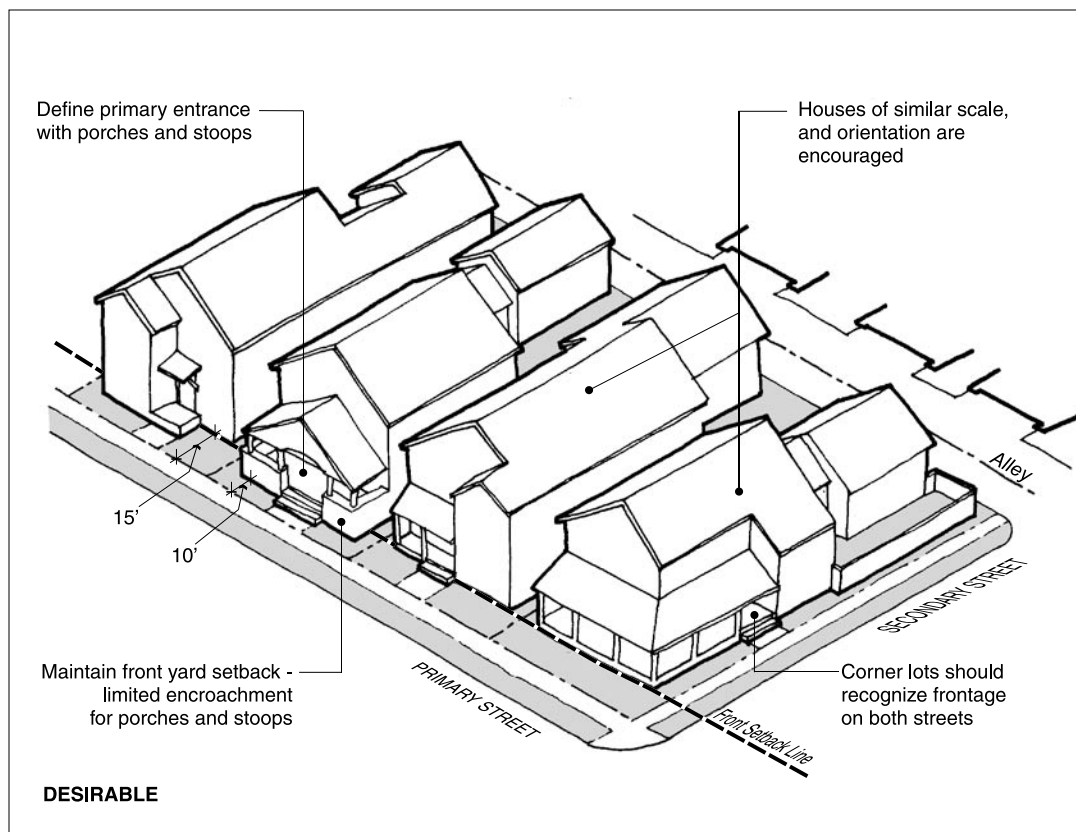 Define primary entrance
with porches and stoops
Houses of similar scale,
and orientation are
encouraged
15’
10’
Alley
SECONDARY STREET
Maintain front yard setback -
limited encroachment
for porches and stoops
PRIMARY STREET
Front Setback Line
Corner lots should
recognize frontage
on both streets
DESIRABLE